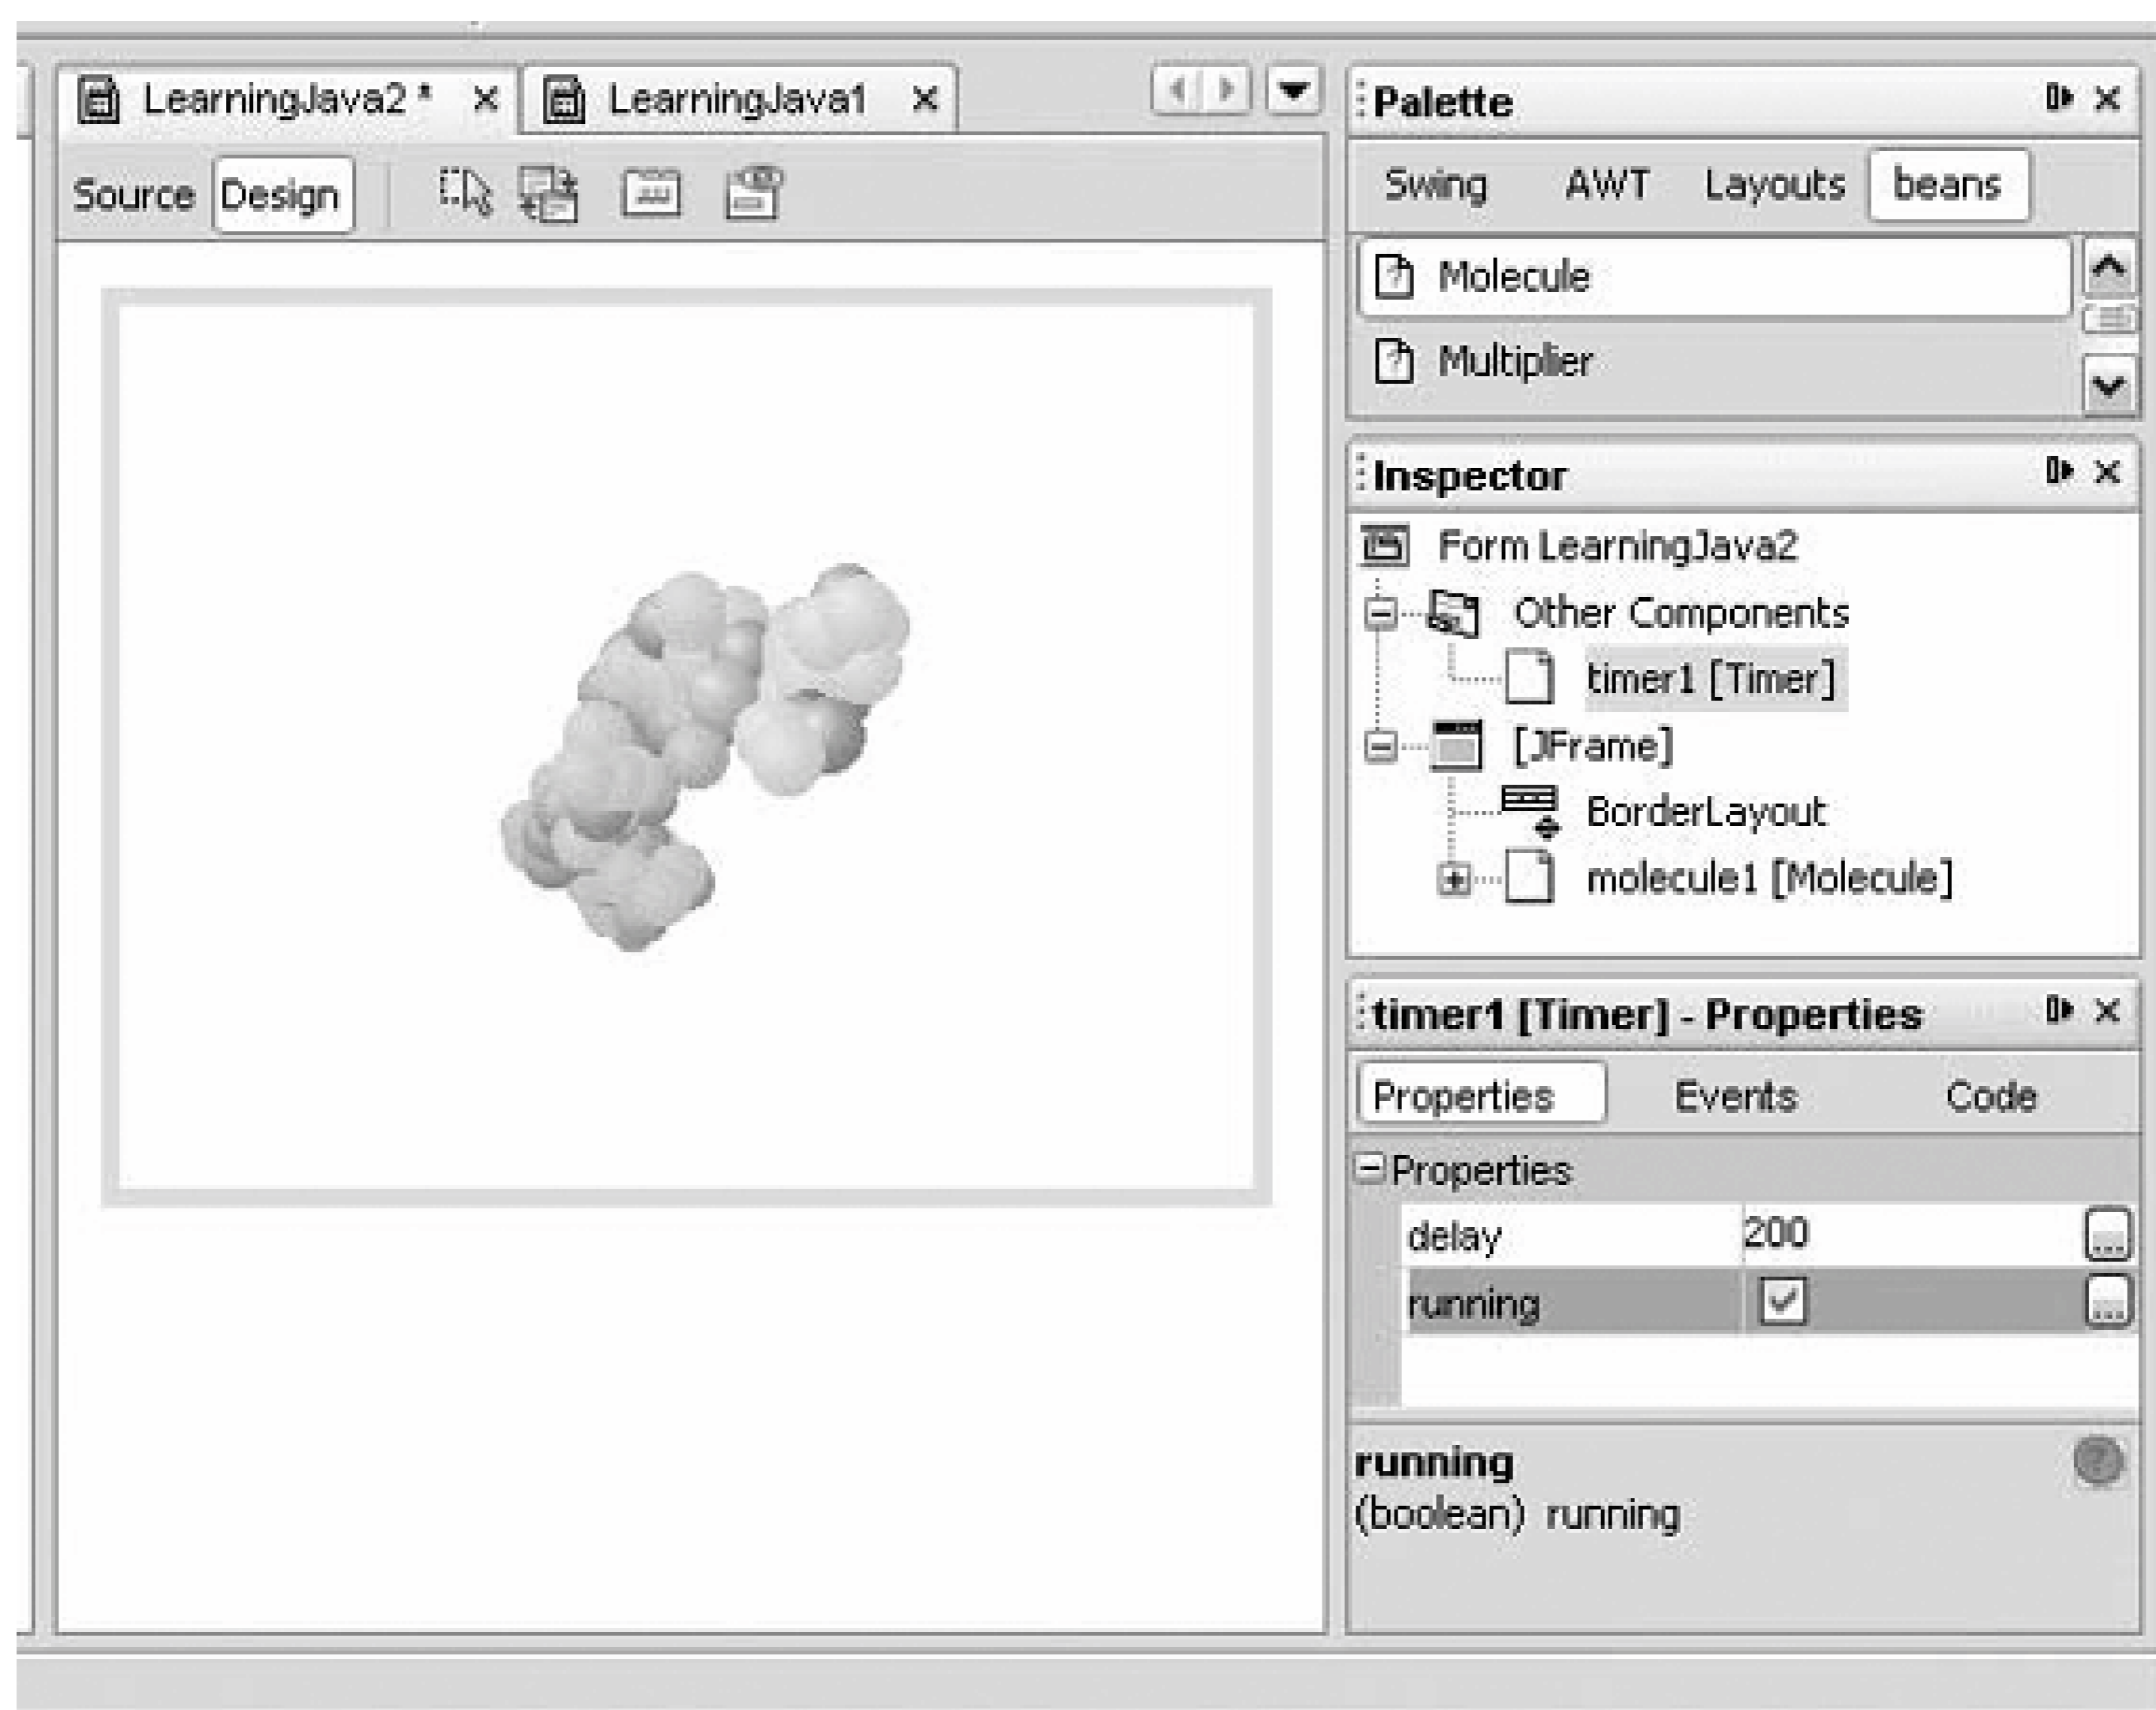 LearningJava2 *
LearningJava1
Source Design
Palette
Swing AWT Layouts beans
Molecule
Multiplier
Inspector
Form LearningJava2
Other Components
timer1 [Timer]
[JFrame]
BorderLayout
molecule1 [Molecule]
timer1 [Timer] - Properties
Properties Events Code
Properties
delay 200 ...
running ...
running
(boolean) running